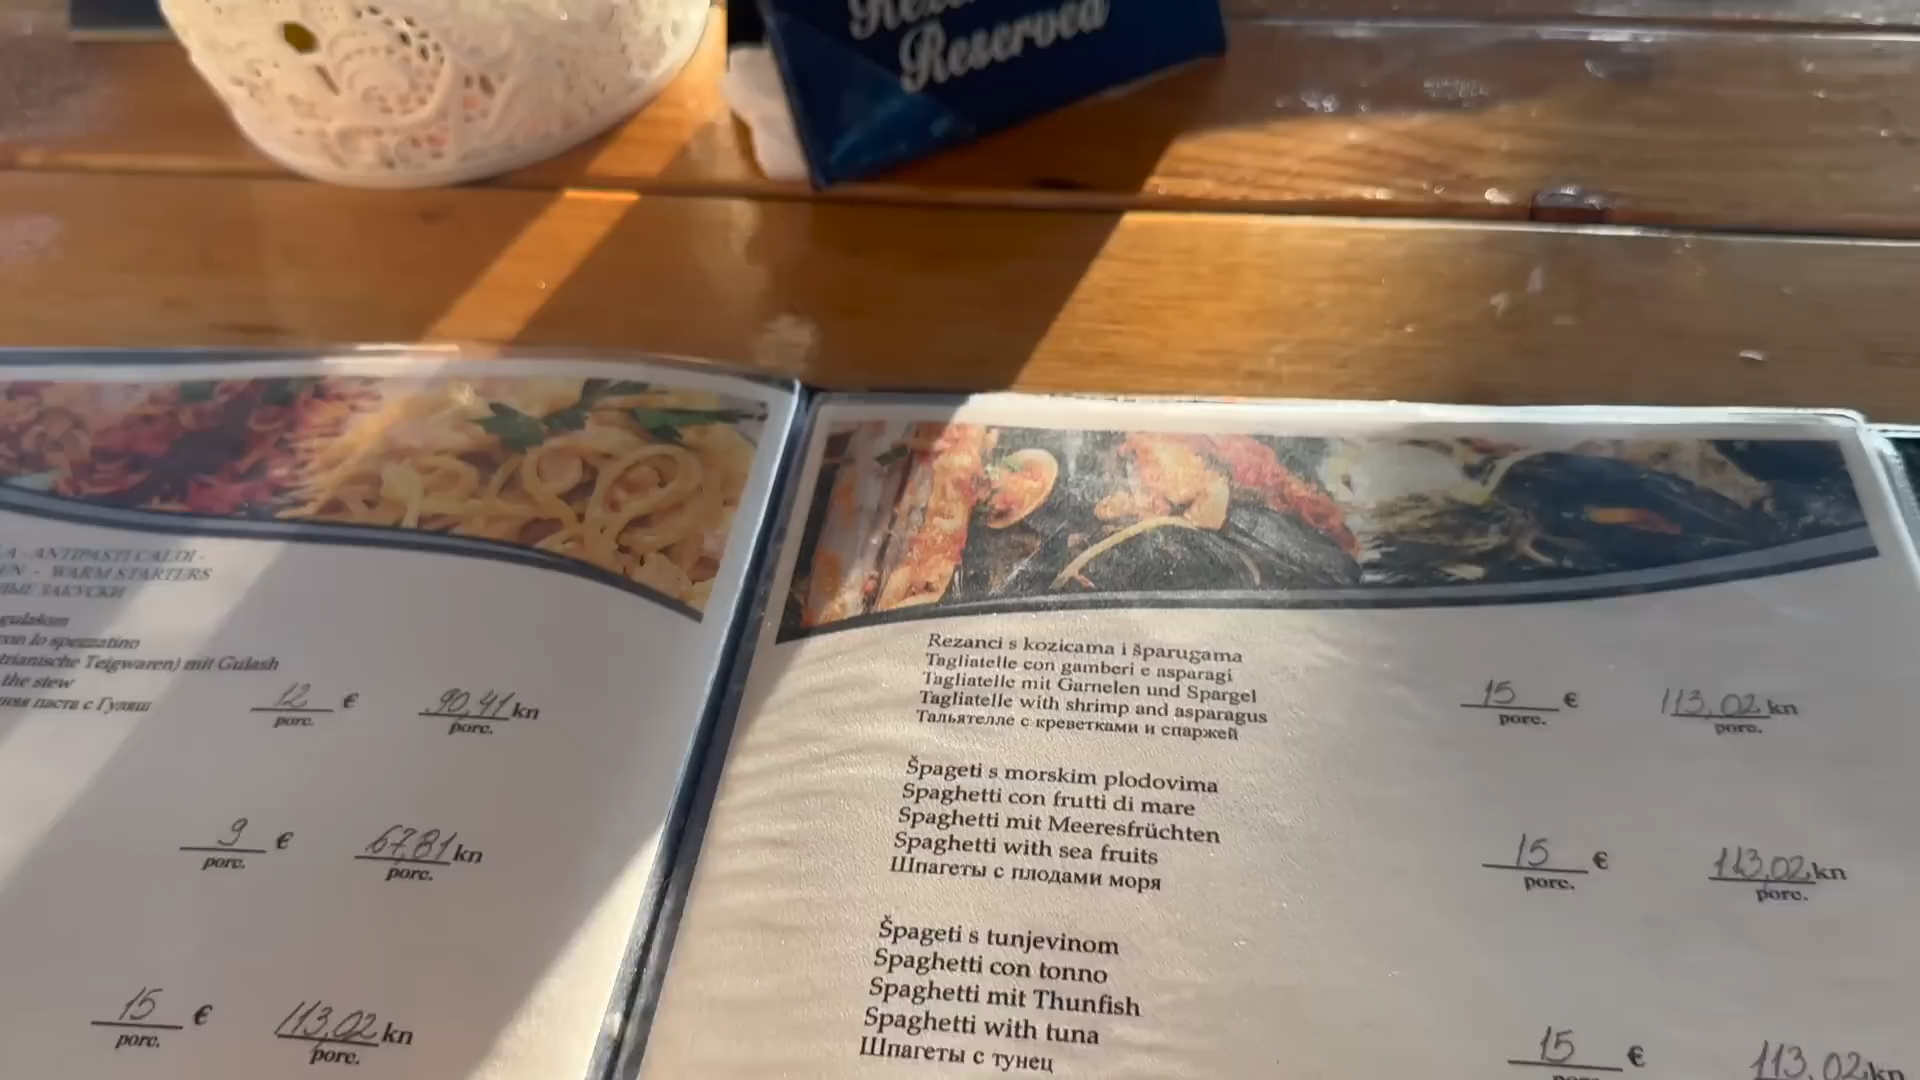 Reserved
- ANTIPASTI CALDI -
- WARM STARTERS
ЗАКУСКИ
gulašom
con lo spezzatino
Teigwaren) mit Gulash
the stew
паста с Гуляш
12 € 90,41 kn
porc. porc.
9 € 67,81 kn
porc. porc.
15 € 113,02 kn
porc. porc.
Rezanci s kozicama i šparugama
Tagliatelle con gamberi e asparagi
Tagliatelle mit Garnelen und Spargel
Tagliatelle with shrimp and asparagus
Тальятелле с креветками и спаржей
15 € 113,02 kn
porc. porc.
Špageti s morskim plodovima
Spaghetti con frutti di mare
Spaghetti mit Meeresfrüchten
Spaghetti with sea fruits
Шпагеты с плодами моря
15 € 113,02 kn
porc. porc.
Špageti s tunjevinom
Spaghetti con tonno
Spaghetti mit Thunfish
Spaghetti with tuna
Шпагеты с тунец
15 € 113,02 kn